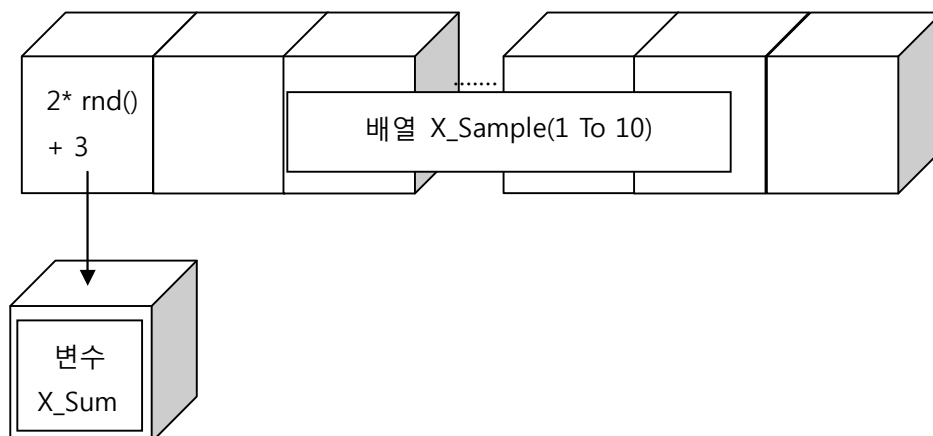 2* rnd()
+ 3
.......
배열 X_Sample(1 To 10)
변수
X_Sum